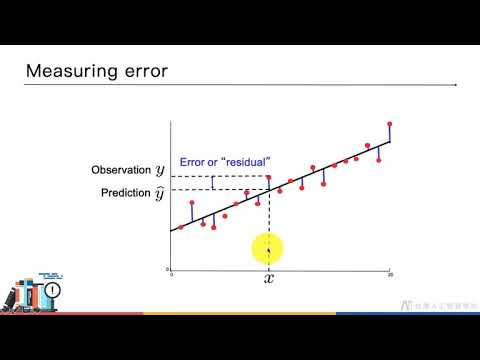 Measuring error
Observation y
Error or "residual"
Prediction ŷ
0
20
x